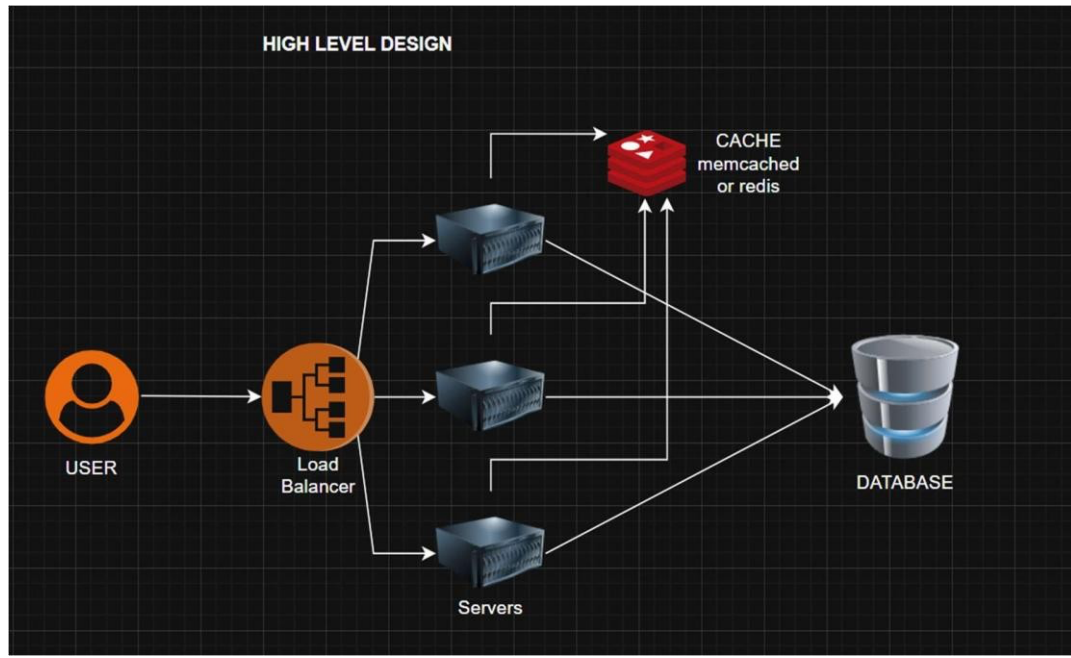 HIGH LEVEL DESIGN
CACHE
memcached
or redis
USER
Load
Balancer
DATABASE
Servers